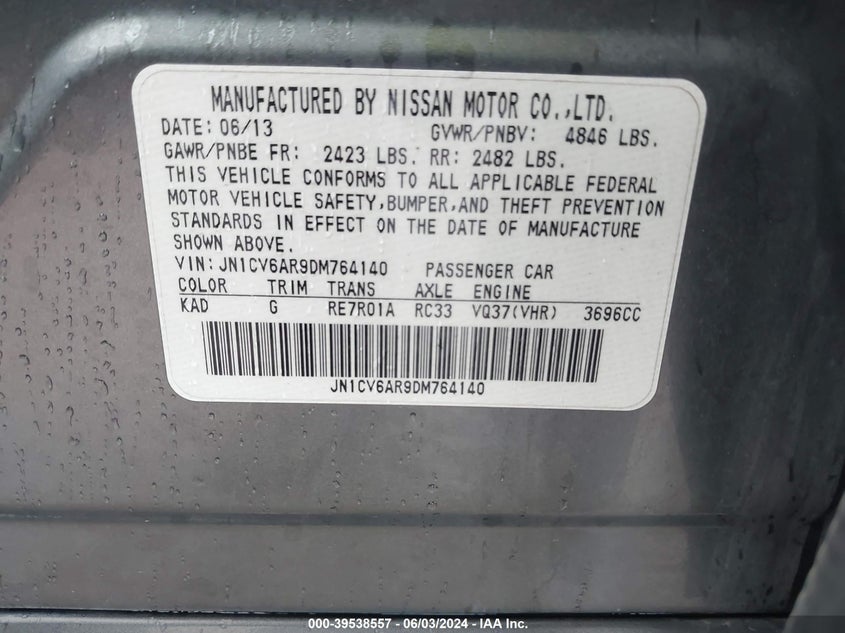 MANUFACTURED BY NISSAN MOTOR CO.,LTD.
DATE: 06/13 GVWR/PNBV: 4846 LBS.
GAWR/PNBE FR: 2423 LBS. RR: 2482 LBS.
THIS VEHICLE CONFORMS TO ALL APPLICABLE FEDERAL
MOTOR VEHICLE SAFETY,BUMPER,AND THEFT PREVENTION
STANDARDS IN EFFECT ON THE DATE OF MANUFACTURE
SHOWN ABOVE.
VIN: JN1CV6AR9DM764140 PASSENGER CAR
COLOR TRIM TRANS AXLE ENGINE
KAD G RE7R01A RC33 VQ37(VHR) 3696CC
JN1CV6AR9DM764140
000-39538557 - 06/03/2024 - IAA Inc.